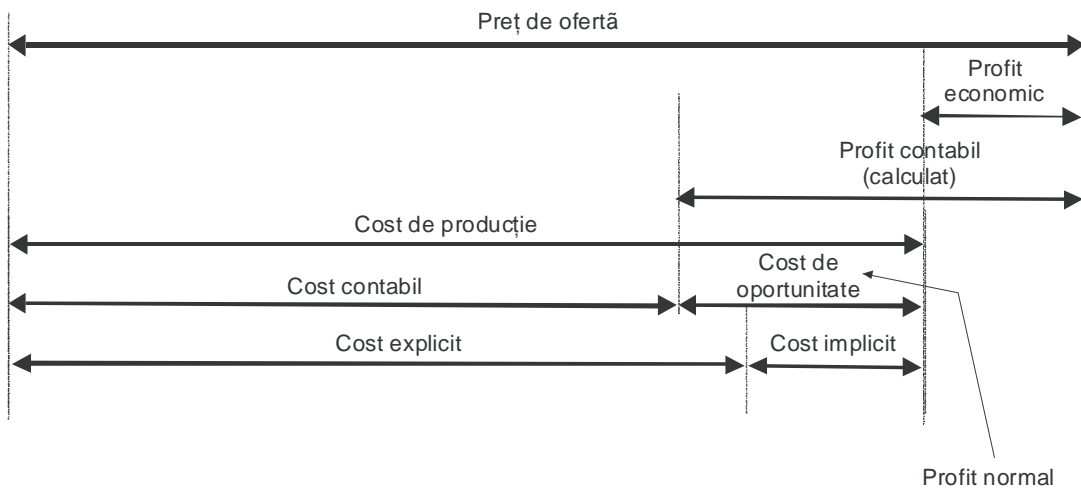 Preț de ofertã
Profit
economic
Profit contabil
(calculat)
Cost de producție
Cost de
oportunitate
Cost contabil
Cost explicit
Cost implicit
Profit normal